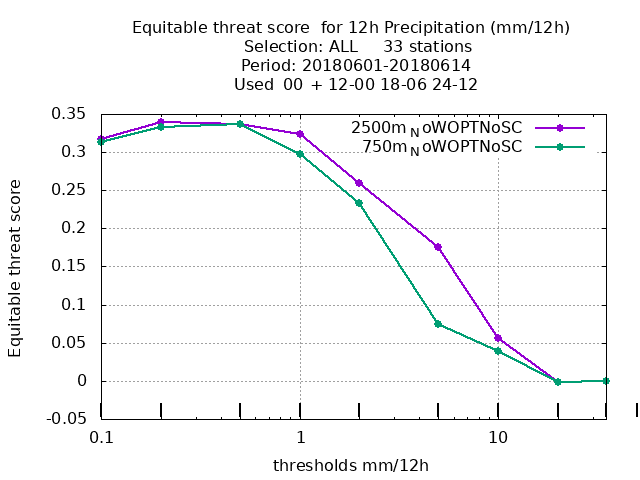 Equitable threat score  for 12h Precipitation (mm/12h)
Selection: ALL     33 stations
Period: 20180601-20180614
Used  00  + 12-00 18-06 24-12
2500m_NoWOPTNoSC
750m_NoWOPTNoSC
Equitable threat score
0.35
0.3
0.25
0.2
0.15
0.1
0.05
0
-0.05
0.1 1 10
thresholds mm/12h